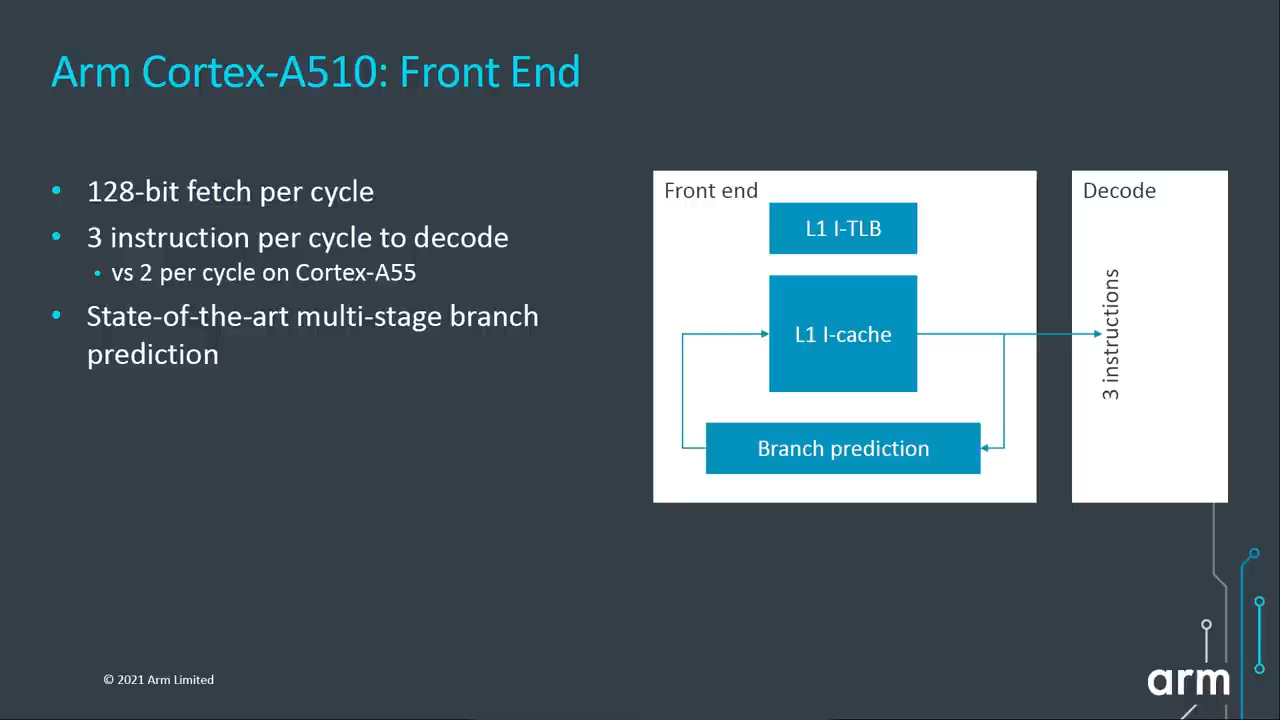 Arm Cortex-A510: Front End
• 128-bit fetch per cycle
• 3 instruction per cycle to decode
• vs 2 per cycle on Cortex-A55
• State-of-the-art multi-stage branch
prediction
Front end
L1 I-TLB
L1 I-cache
Branch prediction
Decode
3 instructions
© 2021 Arm Limited
arm